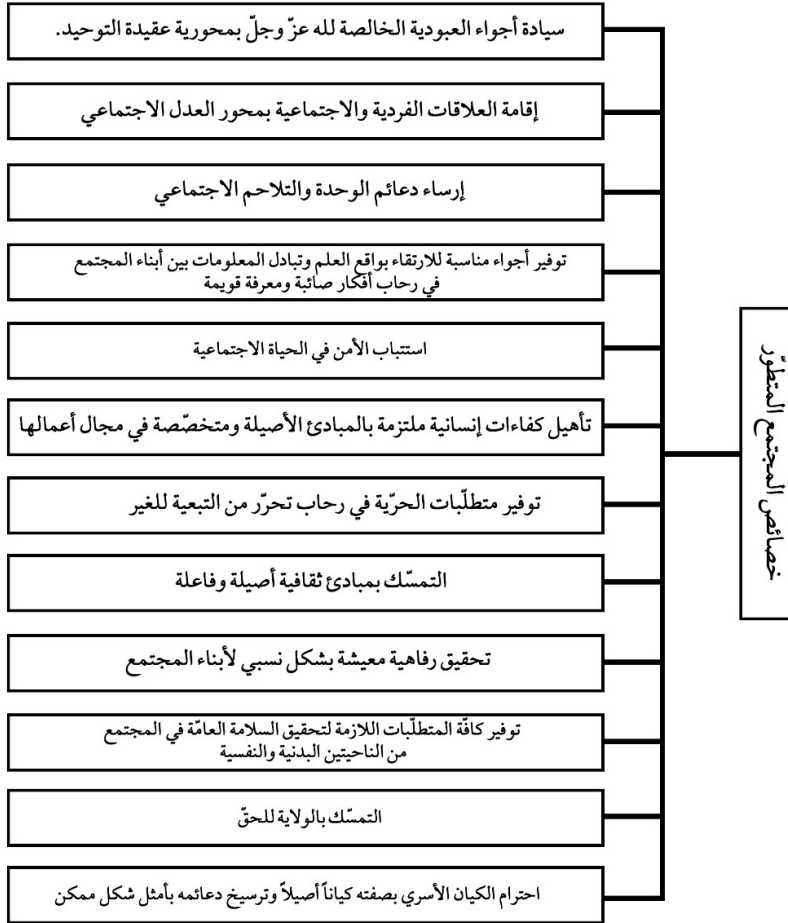 خصائص المجتمع المتطوّر
سيادة أجواء العبودية الخالصة لله عزّ وجلّ بمحورية عقيدة التوحيد.
إقامة العلاقات الفردية والاجتماعية بمحور العدل الاجتماعي
إرساء دعائم الوحدة والتلاحم الاجتماعي
توفير أجواء مناسبة للارتقاء بواقع العلم وتبادل المعلومات بين أبناء المجتمع
في رحاب أفكار صائبة ومعرفة قويمة
استتباب الأمن في الحياة الاجتماعية
تأهيل كفاءات إنسانية ملتزمة بالمبادئ الأصيلة ومتخصّصة في مجال أعمالها
توفير متطلّبات الحرّية في رحاب تحرّر من التبعية للغير
التمسّك بمبادئ ثقافية أصيلة وفاعلة
تحقيق رفاهية معيشة بشكل نسبي لأبناء المجتمع
توفير كافّة المتطلّبات اللازمة لتحقيق السلامة العامّة في المجتمع
من الناحيتين البدنية والنفسية
التمسّك بالولاية للحقّ
احترام الكيان الأسري بصفته كياناً أصيلاً وترسيخ دعائمه بأمثل شكل ممكن